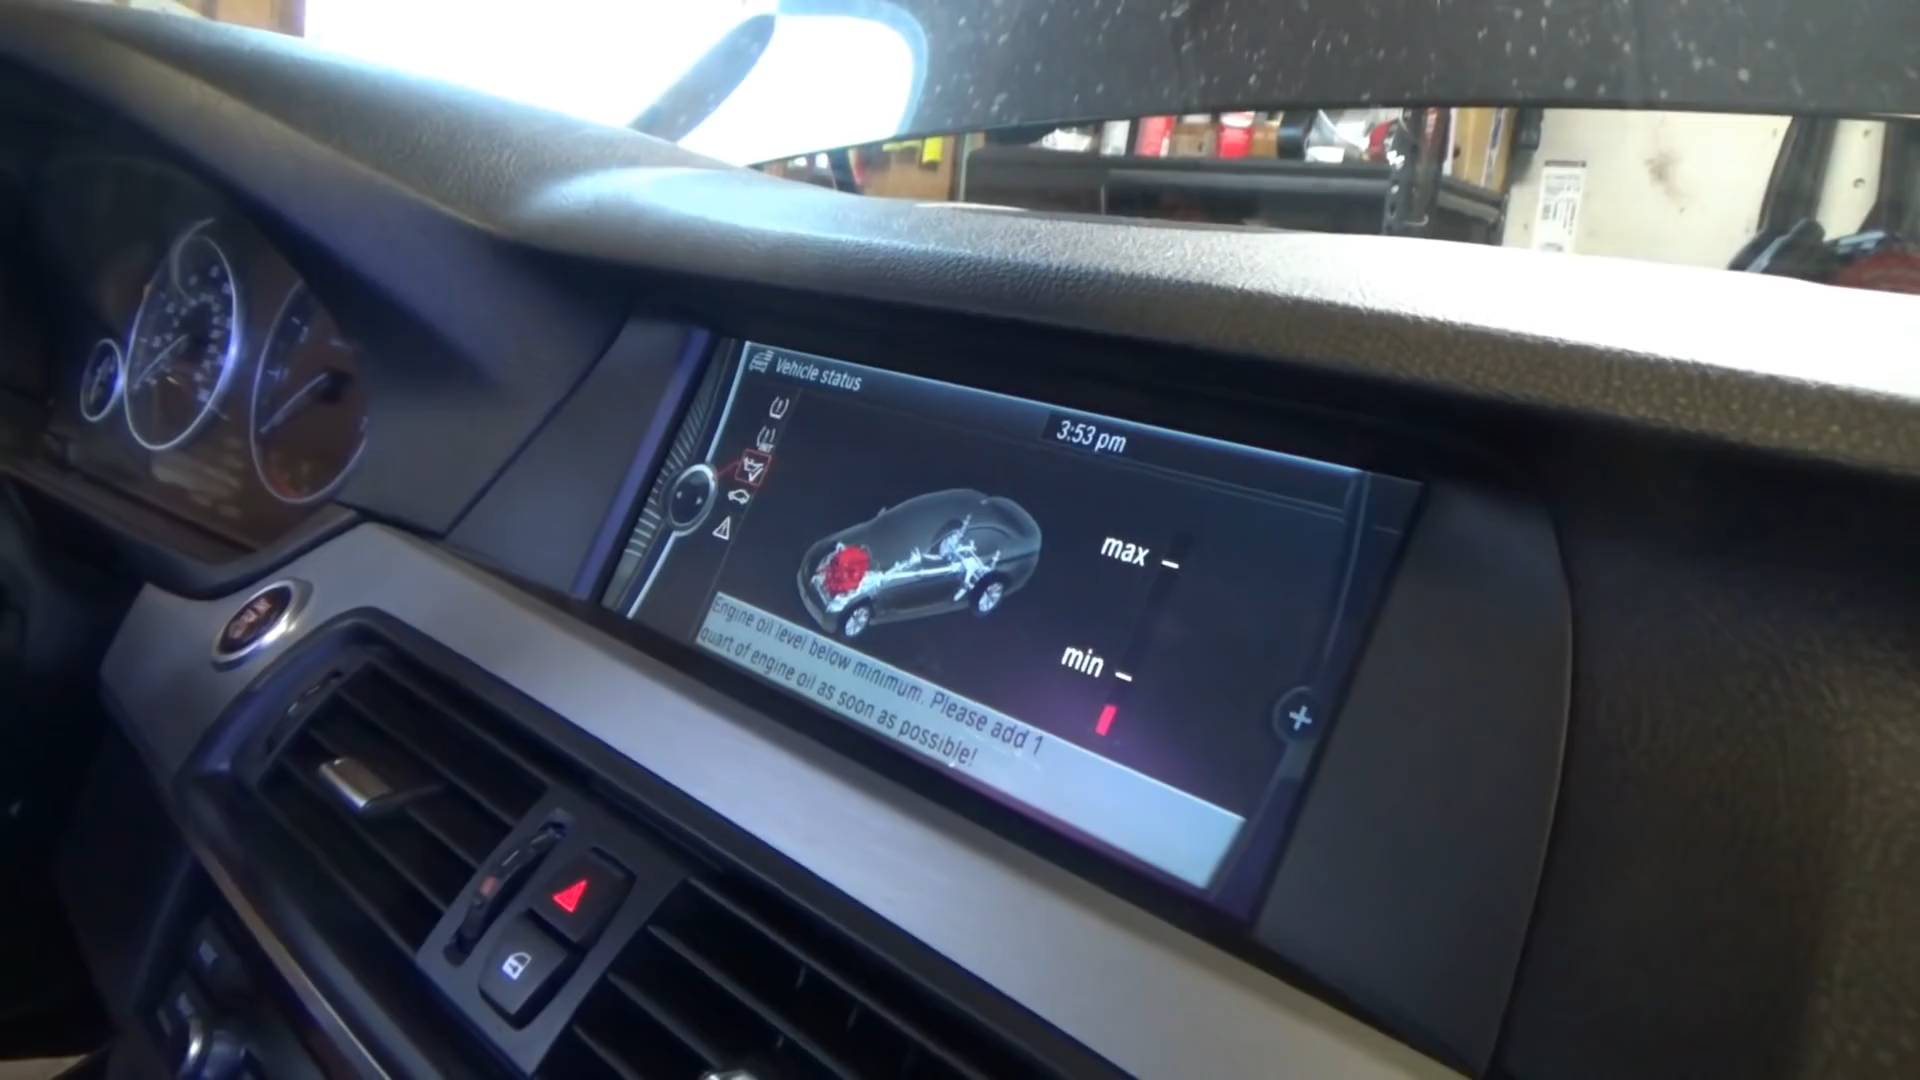 Vehicle status
3:53 pm
max
min
Engine oil level below minimum. Please add 1
quart of engine oil as soon as possible!